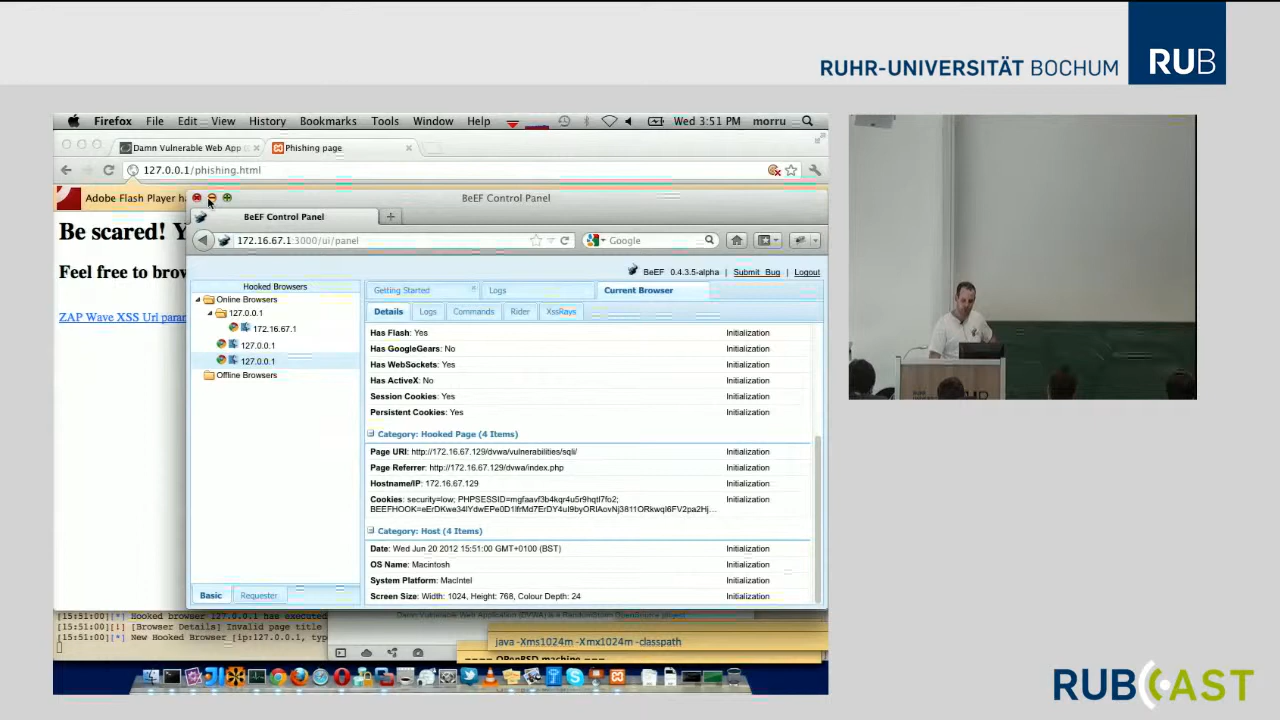 RUHR-UNIVERSITÄT BOCHUM
RUB
Firefox File Edit View History Bookmarks Tools Window Help Wed 3:51 PM morru
Damn Vulnerable Web App
Phishing page
127.0.0.1/phishing.html
Adobe Flash Player
BeEF Control Panel
Be scared! Y
BeEF Control Panel
172.16.67.1:3000/ui/panel
Google
Feel free to brow
BeEF 0.4.3.5-alpha | Submit Bug | Logout
Hooked Browsers
Getting Started
Logs
Current Browser
Online Browsers
127.0.0.1
172.16.67.1
127.0.0.1
127.0.0.1
Offline Browsers
Details Logs Commands Rider XssRays
ZAP Wave XSS Url para
Has Flash: Yes Initialization
Has GoogleGears: No Initialization
Has WebSockets: Yes Initialization
Has ActiveX: No Initialization
Session Cookies: Yes Initialization
Persistent Cookies: Yes Initialization
Category: Hooked Page (4 Items)
Page URI: http://172.16.67.129/dvwa/vulnerabilities/sqli/ Initialization
Page Referrer: http://172.16.67.129/dvwa/index.php Initialization
Hostname/IP: 172.16.67.129 Initialization
Cookies: security=low; PHPSESSID=mgfaavf3b4kqr4u5r9hqtl7fo2; Initialization
Category: Host (4 Items)
Date: Wed Jun 20 2012 15:51:00 GMT+0100 (BST) Initialization
OS Name: Macintosh Initialization
System Platform: MacIntel Initialization
Screen Size: Width: 1024, Height: 768, Colour Depth: 24 Initialization
Basic Requester
[15:51:00][*] Hooked browser 127.0.0.1 has executed
[15:51:00][!] [Browser Details] Invalid page title
[15:51:00][*] New Hooked Browser [ip:127.0.0.1, typ
java -Xms1024m -Xmx1024m -classpath
==== OpenBSD machine ===
RUBCAST